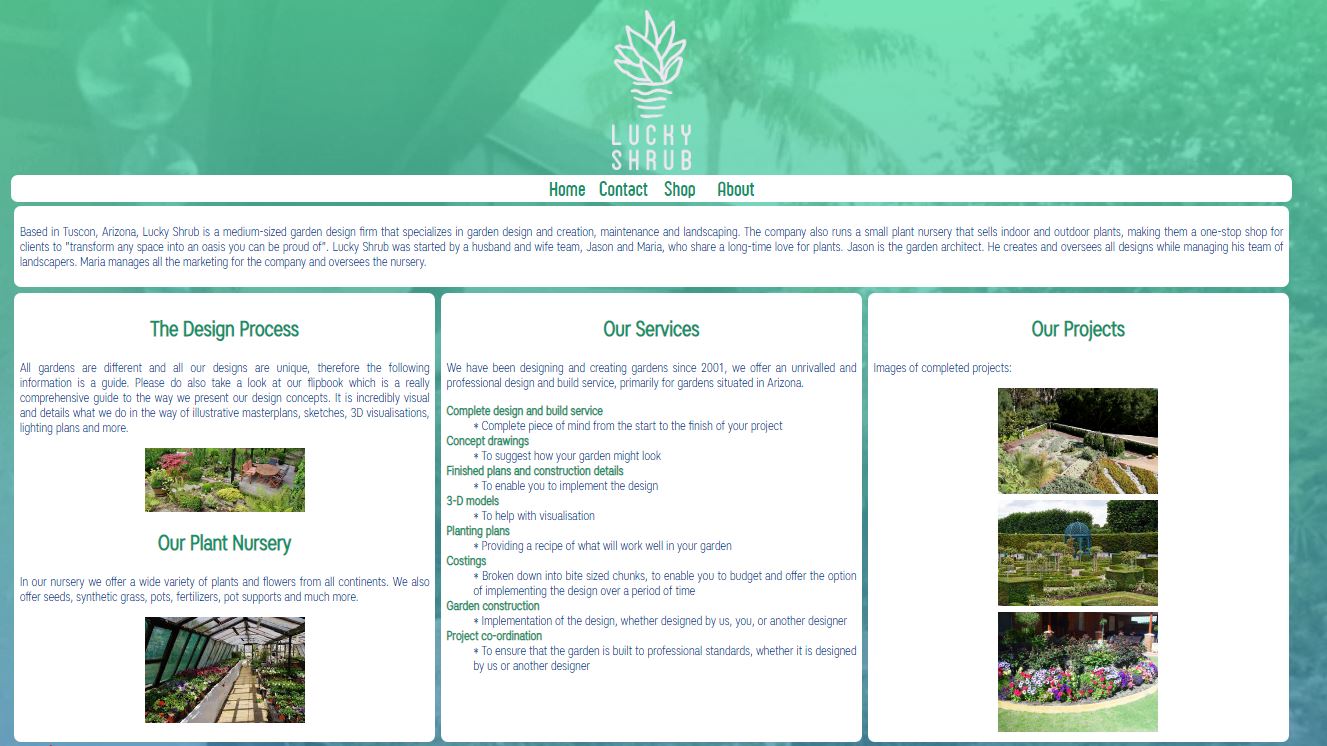 LUCKY
SHRUB
Home Contact Shop About
Based in Tuscon, Arizona, Lucky Shrub is a medium-sized garden design firm that specializes in garden design and creation, maintenance and landscaping. The company also runs a small plant nursery that sells indoor and outdoor plants, making them a one-stop shop for
clients to "transform any space into an oasis you can be proud of". Lucky Shrub was started by a husband and wife team, Jason and Maria, who share a long-time love for plants. Jason is the garden architect. He creates and oversees all designs while managing his team of
landscapers. Maria manages all the marketing for the company and oversees the nursery.
The Design Process
All gardens are different and all our designs are unique, therefore the following
information is a guide. Please do also take a look at our flipbook which is a really
comprehensive guide to the way we present our design concepts. It is incredibly visual
and details what we do in the way of illustrative masterplans, sketches, 3D visualisations,
lighting plans and more.
Our Plant Nursery
In our nursery we offer a wide variety of plants and flowers from all continents. We also
offer seeds, synthetic grass, pots, fertilizers, pot supports and much more.
Our Services
We have been designing and creating gardens since 2001, we offer an unrivalled and
professional design and build service, primarily for gardens situated in Arizona.
Complete design and build service
* Complete piece of mind from the start to the finish of your project
Concept drawings
* To suggest how your garden might look
Finished plans and construction details
* To enable you to implement the design
3-D models
* To help with visualisation
Planting plans
* Providing a recipe of what will work well in your garden
Costings
* Broken down into bite sized chunks, to enable you to budget and offer the option
of implementing the design over a period of time
Garden construction
* Implementation of the design, whether designed by us, you, or another designer
Project co-ordination
* To ensure that the garden is built to professional standards, whether it is designed
by us or another designer
Our Projects
Images of completed projects: